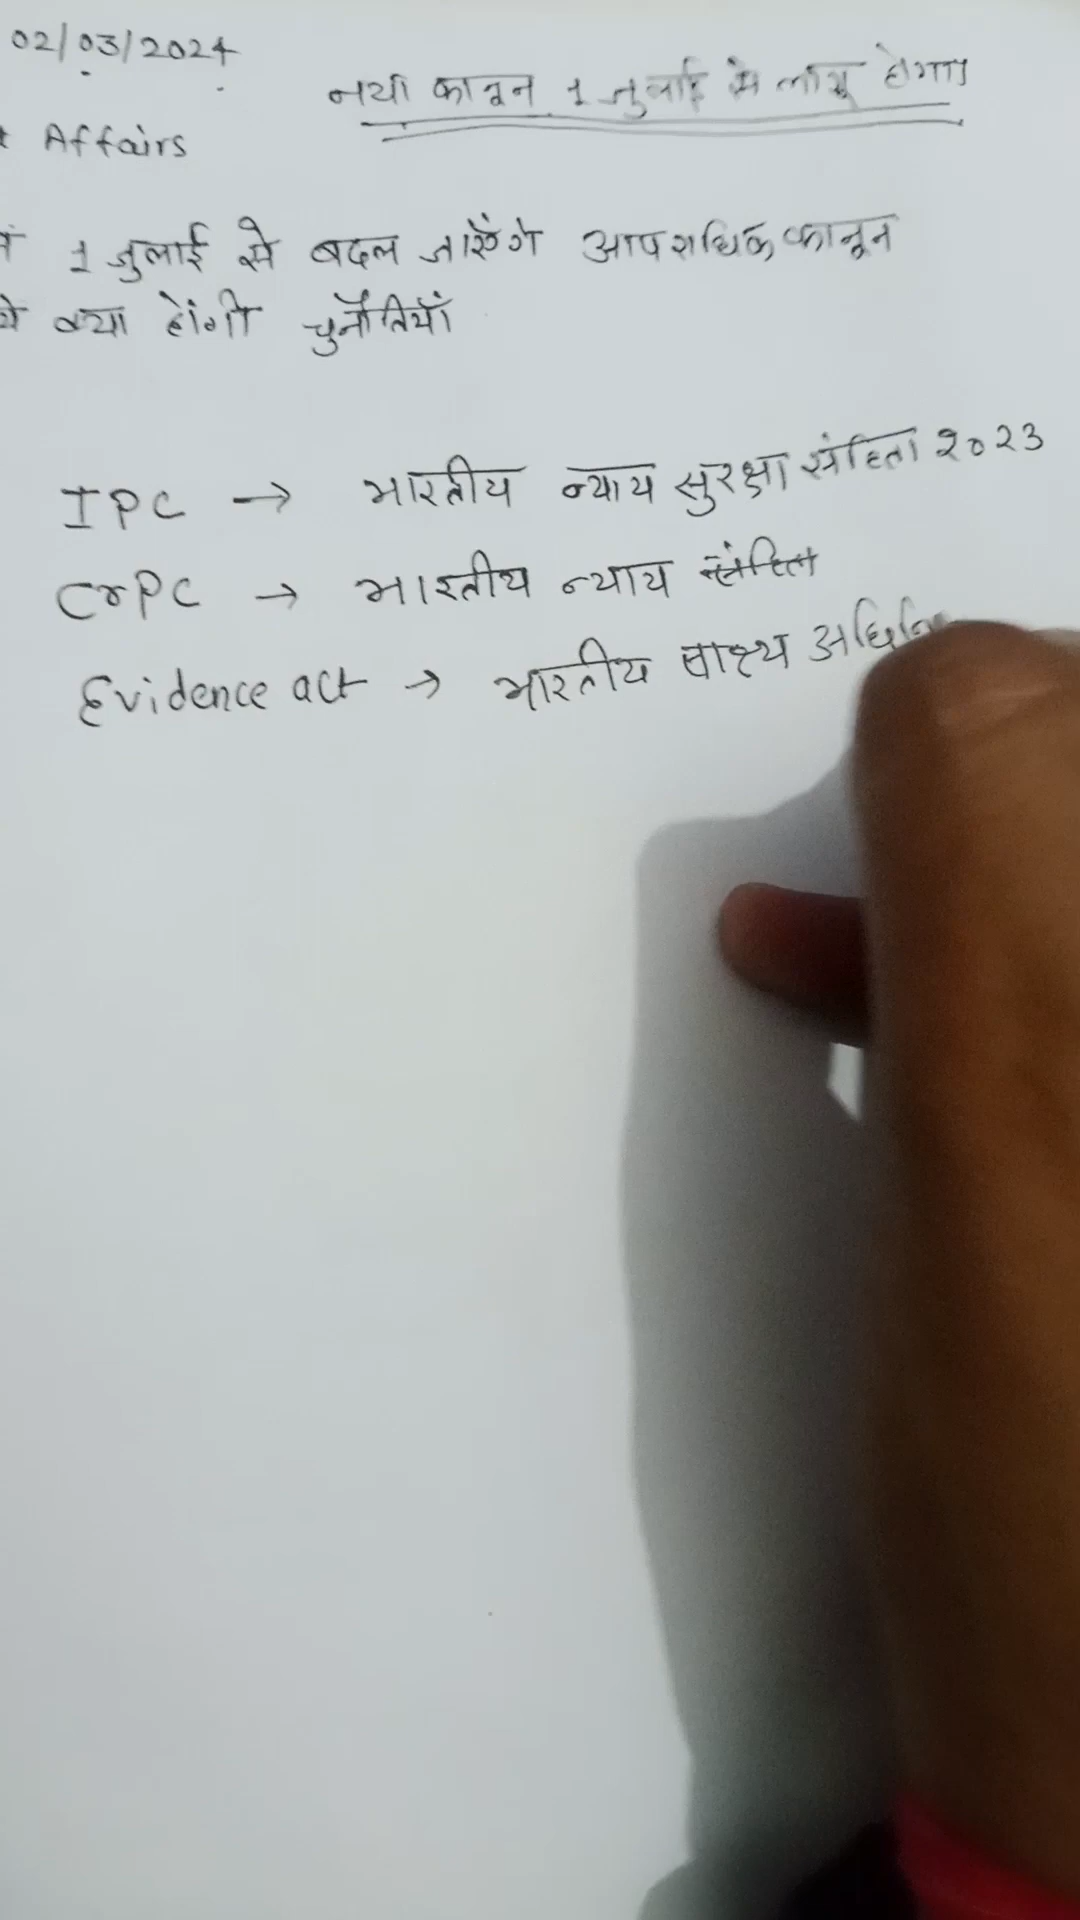 02/03/2024
नया कानून 1 जुलाई से लागू होगा
Affairs
1 जुलाई से बदल जाएँगे आपराधिक कानून
क्या होंगी चुनौतियाँ
IPC → भारतीय न्याय सुरक्षा संहिता 2023
CrPC → भारतीय न्याय संहिता
Evidence act → भारतीय साक्ष्य